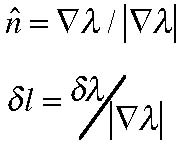 n̂ = ∇λ / |∇λ|
δl = δλ/|∇λ|